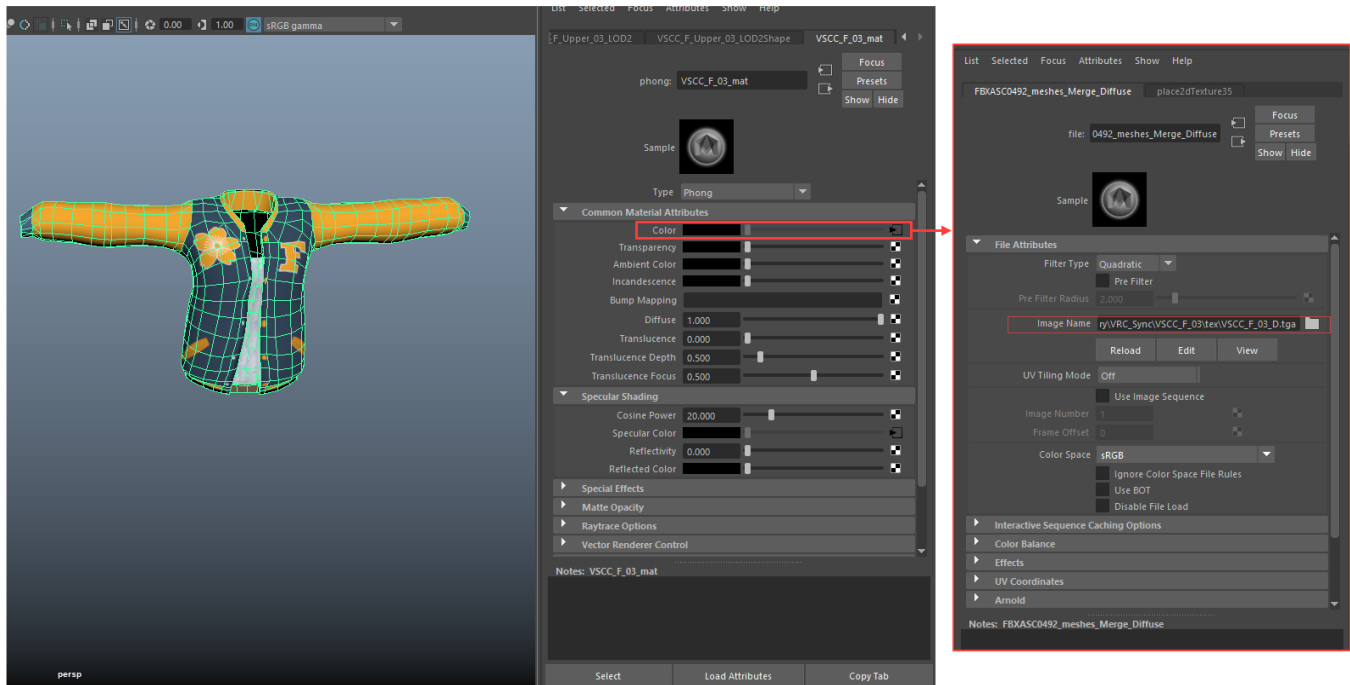 0.00
1.00
sRGB gamma
persp
List Selected Focus Attributes Show Help
F_Upper_03_LOD2 VSCC_F_Upper_03_LOD2Shape VSCC_F_03_mat
phong: VSCC_F_03_mat
Focus
Presets
Show Hide
Sample
Type Phong
Common Material Attributes
Color
Transparency
Ambient Color
Incandescence
Bump Mapping
Diffuse 1.000
Translucence 0.000
Translucence Depth 0.500
Translucence Focus 0.500
Specular Shading
Cosine Power 20.000
Specular Color
Reflectivity 0.000
Reflected Color
Special Effects
Matte Opacity
Raytrace Options
Vector Renderer Control
Notes: VSCC_F_03_mat
Select Load Attributes Copy Tab
List Selected Focus Attributes Show Help
FBXASC0492_meshes_Merge_Diffuse place2dTexture35
file: 0492_meshes_Merge_Diffuse
Focus
Presets
Show Hide
Sample
File Attributes
Filter Type Quadratic
Pre Filter
Pre Filter Radius 2.000
Image Name ry\VRC_Sync\VSCC_F_03\tex\VSCC_F_03_D.tga
Reload Edit View
UV Tiling Mode Off
Use Image Sequence
Image Number 1
Frame Offset 0
Color Space sRGB
Ignore Color Space File Rules
Use BOT
Disable File Load
Interactive Sequence Caching Options
Color Balance
Effects
UV Coordinates
Arnold
Notes: FBXASC0492_meshes_Merge_Diffuse
F